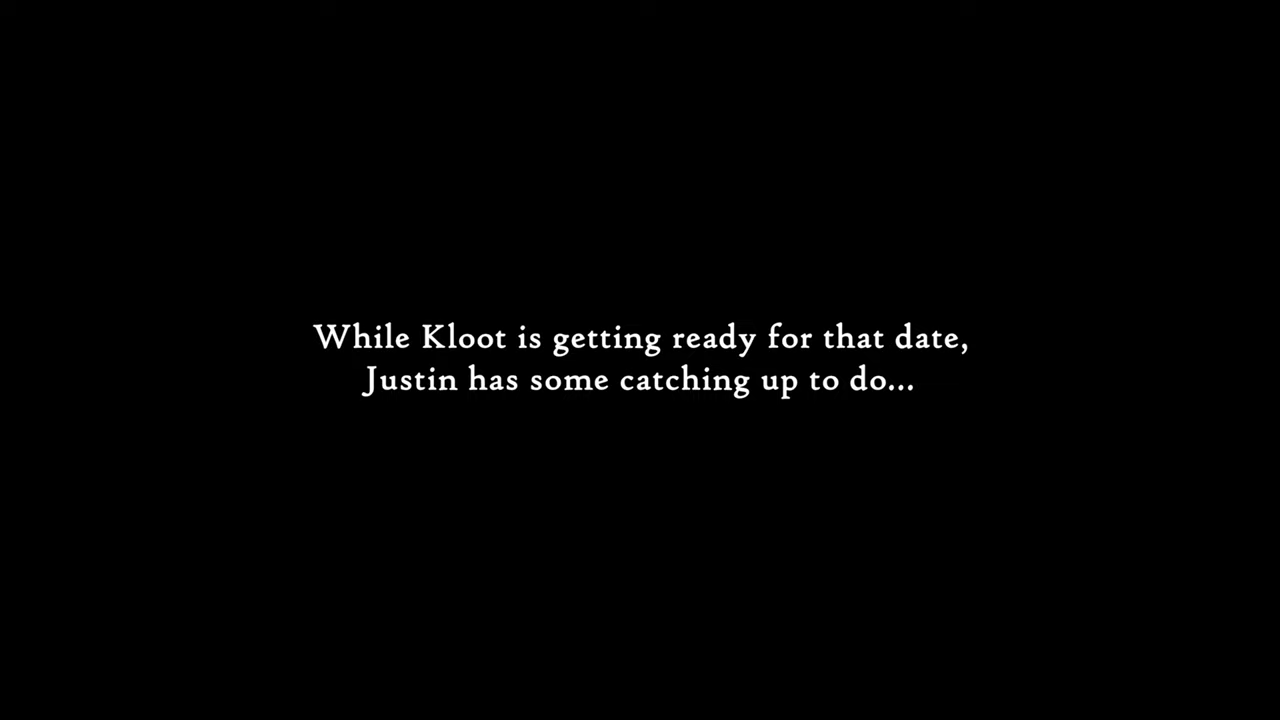 While Kloot is getting ready for that date,
Justin has some catching up to do...